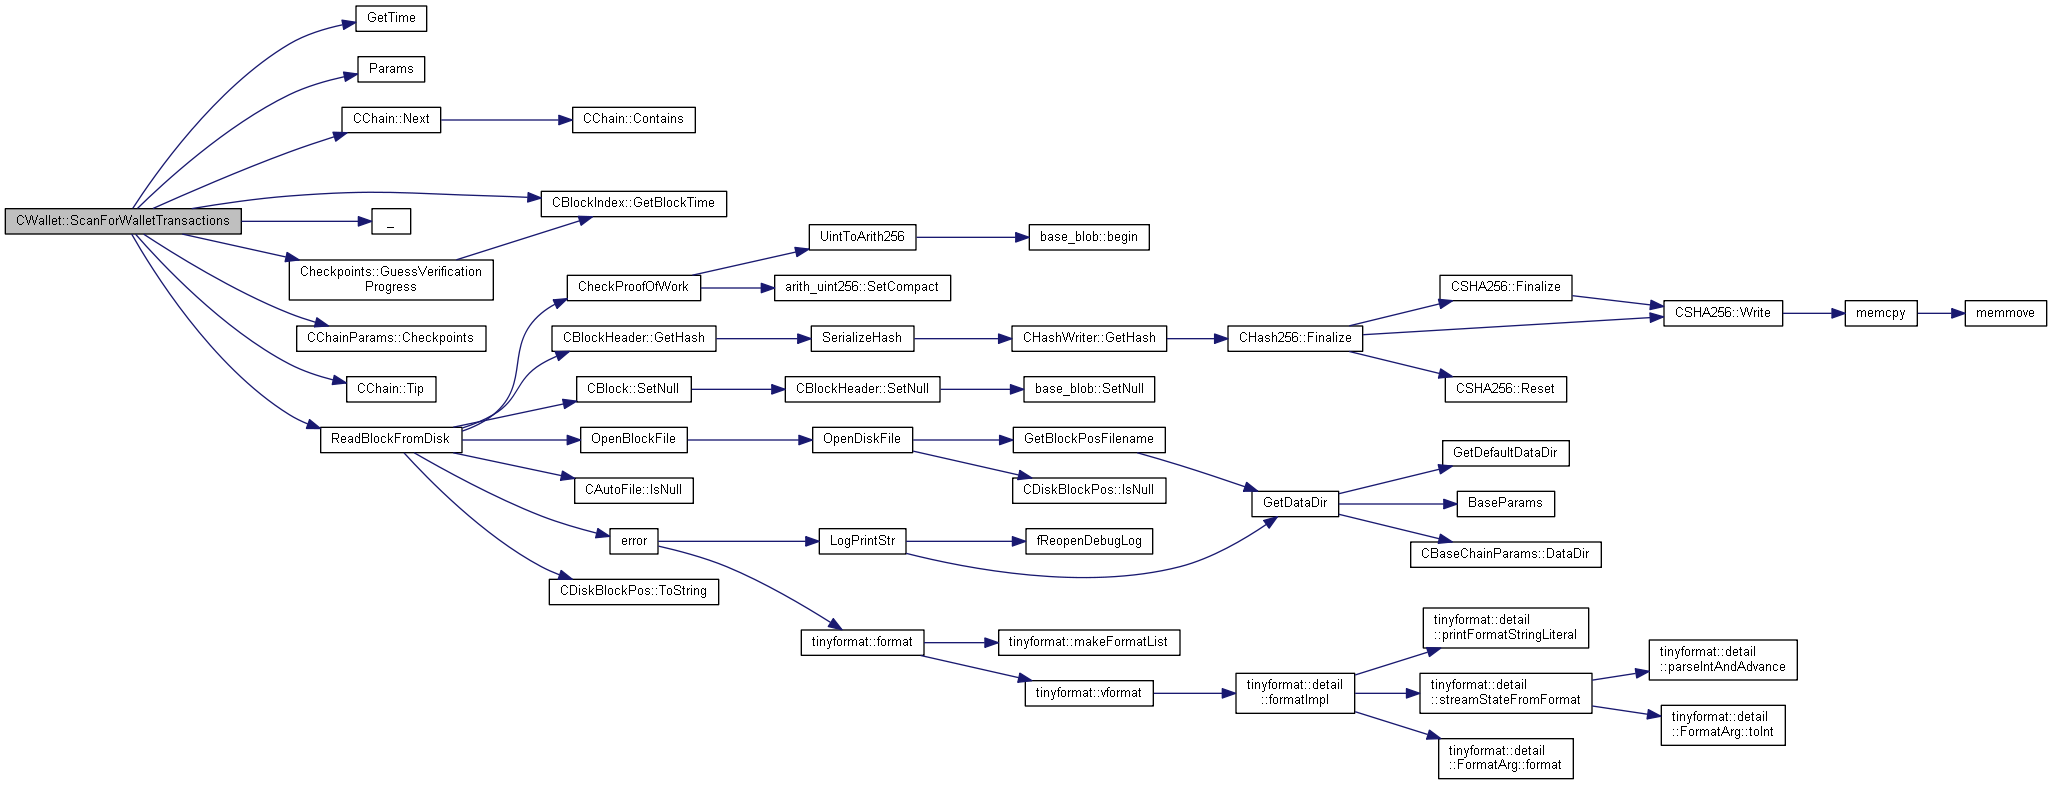 GetTime
Params
CChain::Next
CChain::Contains
CWallet::ScanForWalletTransactions
_
CBlockIndex::GetBlockTime
Checkpoints::GuessVerification
Progress
CChainParams::Checkpoints
CChain::Tip
ReadBlockFromDisk
CheckProofOfWork
UintToArith256
base_blob::begin
arith_uint256::SetCompact
CBlockHeader::GetHash
SerializeHash
CHashWriter::GetHash
CHash256::Finalize
CSHA256::Finalize
CSHA256::Write
memcpy
memmove
CSHA256::Reset
CBlock::SetNull
CBlockHeader::SetNull
base_blob::SetNull
OpenBlockFile
OpenDiskFile
GetBlockPosFilename
CDiskBlockPos::IsNull
GetDataDir
GetDefaultDataDir
BaseParams
CBaseChainParams::DataDir
CAutoFile::IsNull
error
LogPrintStr
fReopenDebugLog
CDiskBlockPos::ToString
tinyformat::format
tinyformat::makeFormatList
tinyformat::vformat
tinyformat::detail
::formatImpl
tinyformat::detail
::printFormatStringLiteral
tinyformat::detail
::streamStateFromFormat
tinyformat::detail
::FormatArg::format
tinyformat::detail
::parseIntAndAdvance
tinyformat::detail
::FormatArg::toInt